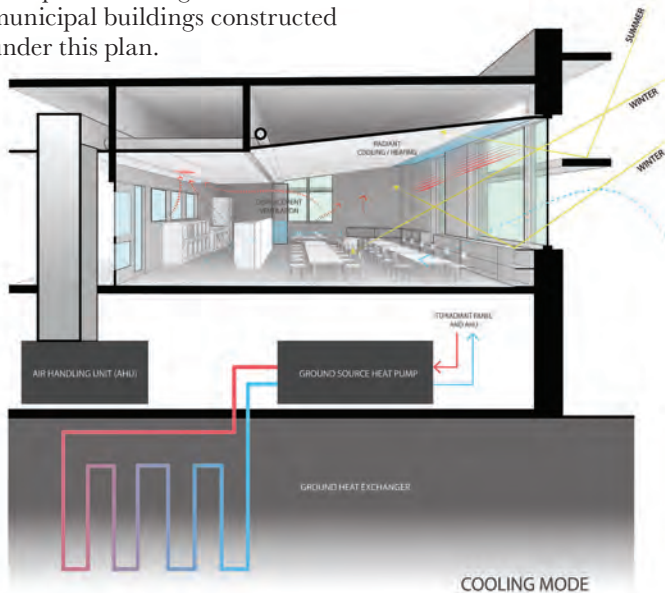 municipal buildings constructed
under this plan.
SUMMER
WINTER
WINTER
RADIANT
COOLING / HEATING
DISPLACEMENT
VENTILATION
TO RADIANT PANEL
AND AHU
AIR HANDLING UNIT (AHU)
GROUND SOURCE HEAT PUMP
GROUND HEAT EXCHANGER
COOLING MODE